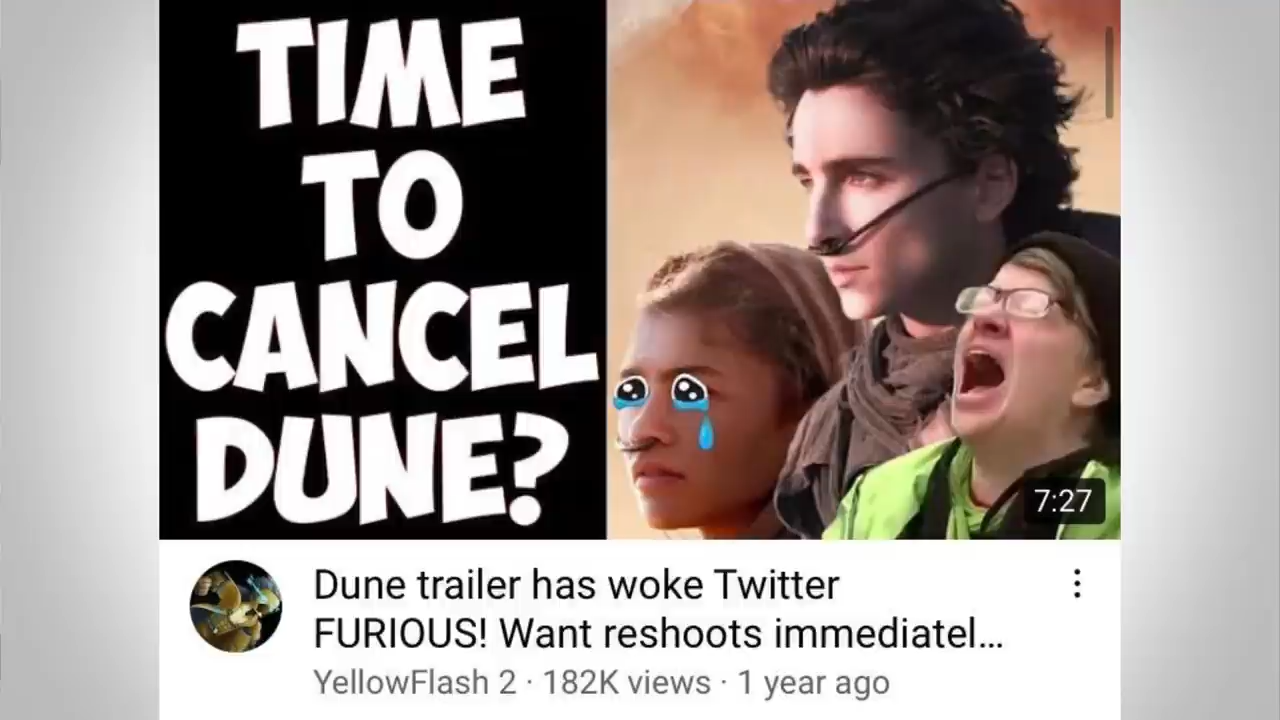 TIME
TO
CANCEL
DUNE?
7:27
Dune trailer has woke Twitter
FURIOUS! Want reshoots immediatel...
YellowFlash 2 · 182K views · 1 year ago